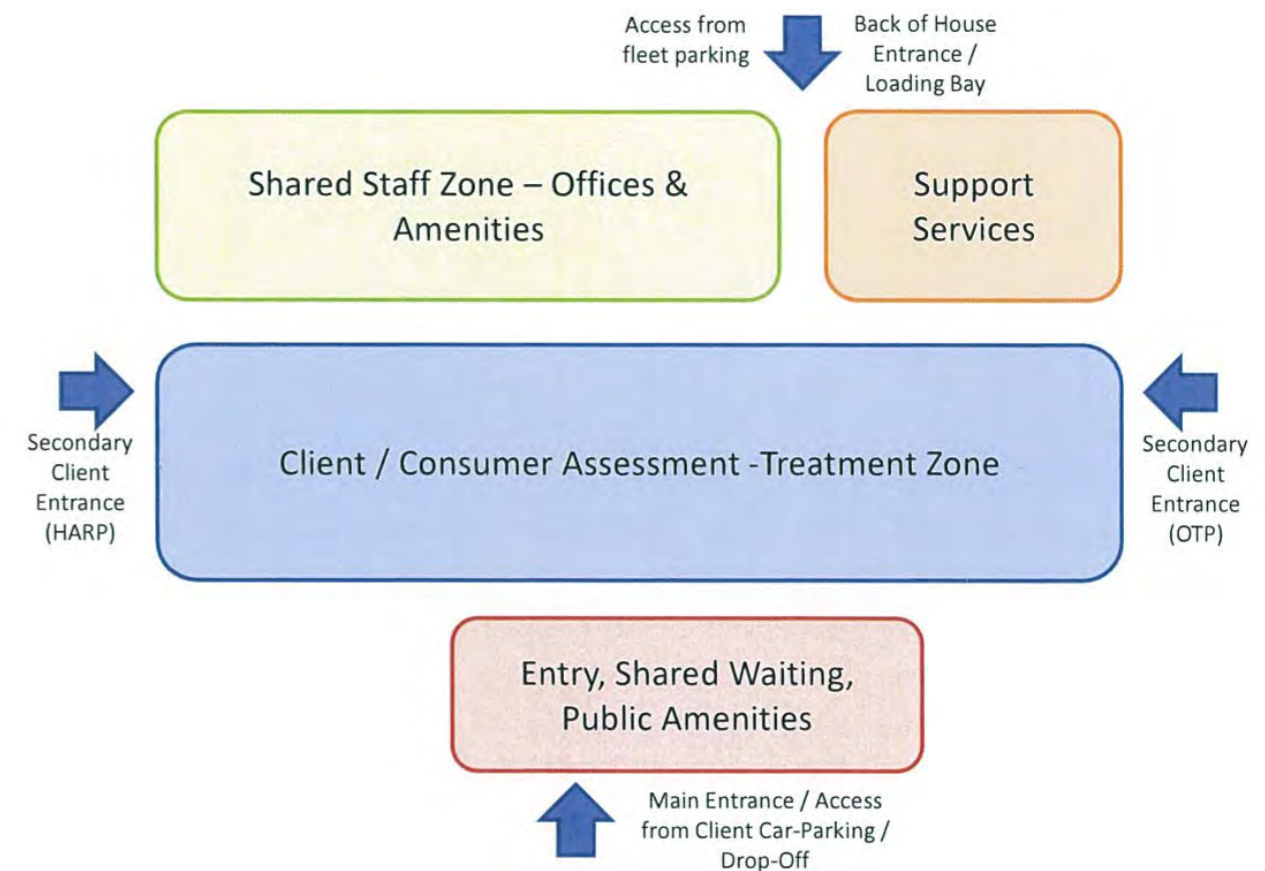 Access from
fleet parking
Back of House
Entrance /
Loading Bay
Shared Staff Zone – Offices &
Amenities
Support
Services
Secondary
Client
Entrance
(HARP)
Client / Consumer Assessment -Treatment Zone
Secondary
Client
Entrance
(OTP)
Entry, Shared Waiting,
Public Amenities
Main Entrance / Access
from Client Car-Parking /
Drop-Off